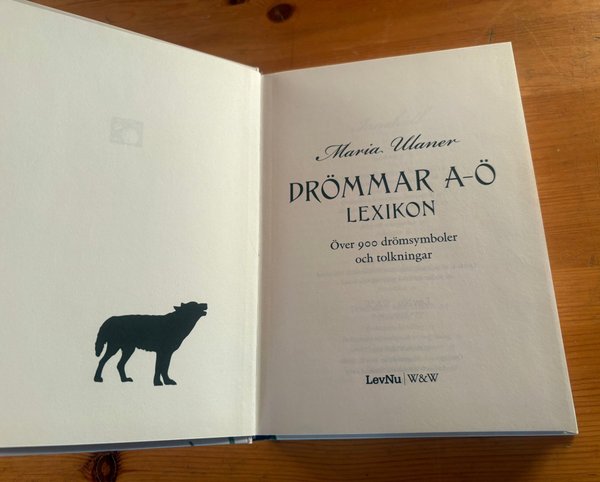 Maria Ulaner
DRÖMMAR A–Ö
LEXIKON
Över 900 drömsymboler
och tolkningar
LevNu | W&W